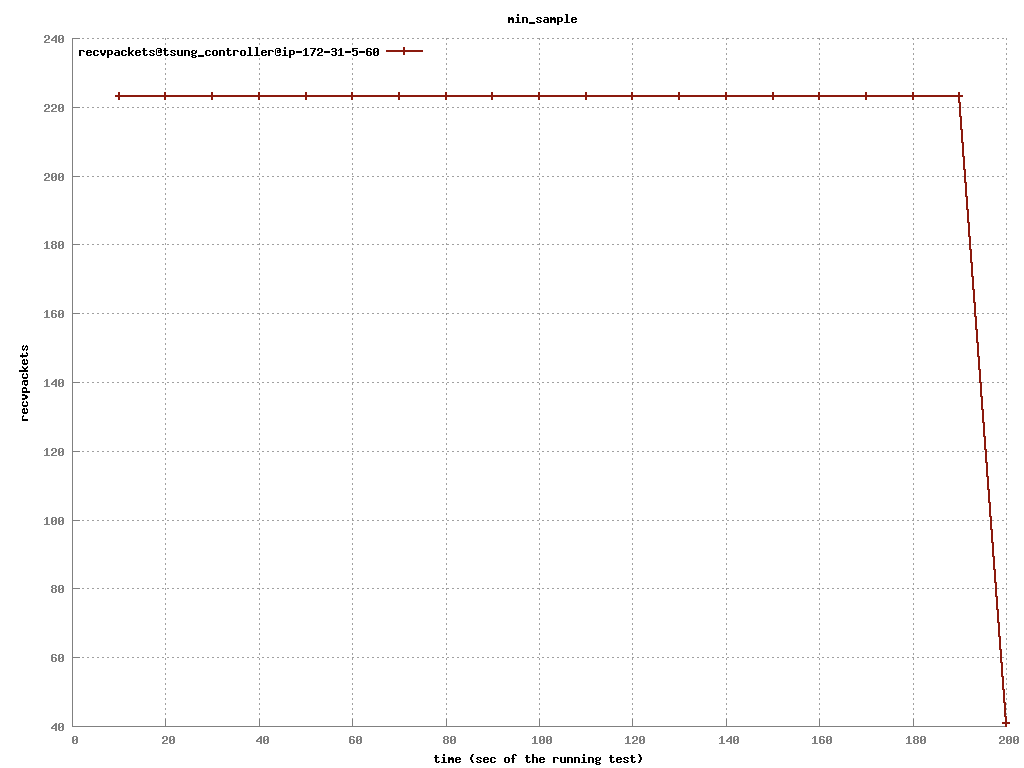 min_sample
recvpackets@tsung_controller@ip-172-31-5-60
240
220
200
180
160
140
120
100
80
60
40
recvpackets
0 20 40 60 80 100 120 140 160 180 200
time (sec of the running test)